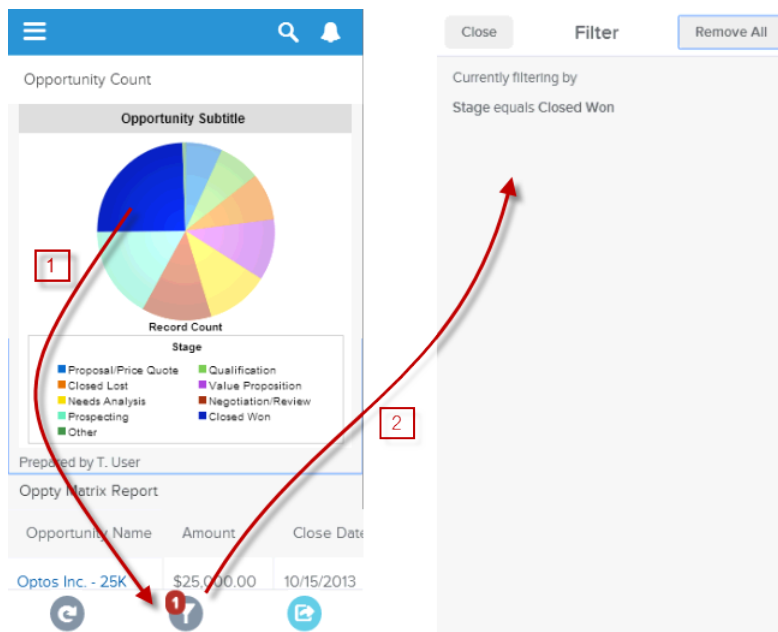 Opportunity Count
Opportunity Subtitle
Record Count
Stage
Proposal/Price Quote
Qualification
Closed Lost
Value Proposition
Needs Analysis
Negotiation/Review
Prospecting
Closed Won
Other
Prepared by T. User
Oppty Matrix Report
Opportunity Name Amount Close Date
Optos Inc. - 25K $25,000.00 10/15/2013
1
1
2
Close Filter Remove All
Currently filtering by
Stage equals Closed Won